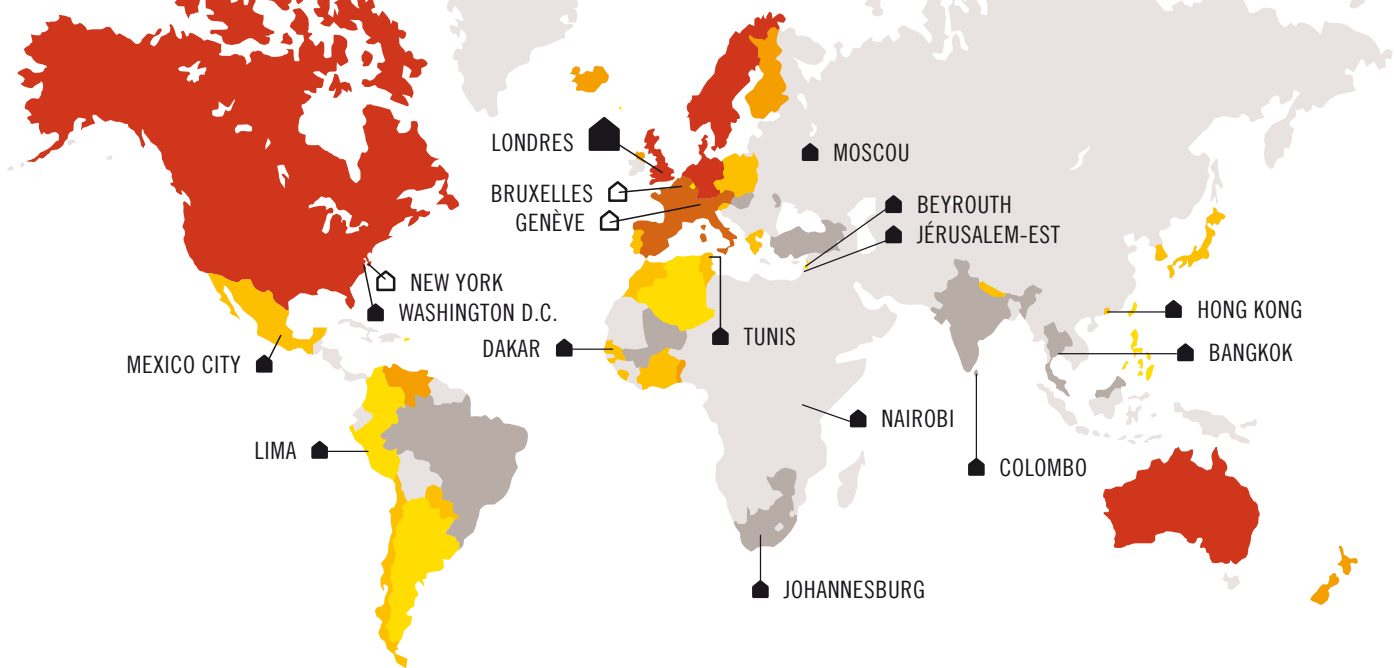 LONDRES
MOSCOU
BRUXELLES
BEYROUTH
GENÈVE
JÉRUSALEM-EST
NEW YORK
WASHINGTON D.C.
HONG KONG
TUNIS
DAKAR
BANGKOK
MEXICO CITY
NAIROBI
LIMA
COLOMBO
JOHANNESBURG